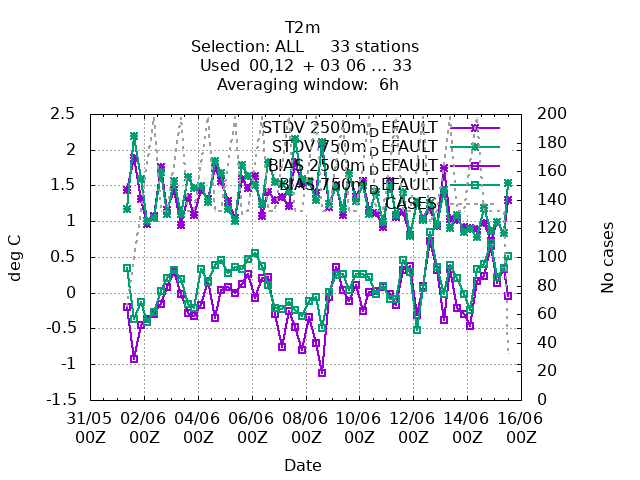 T2m
Selection: ALL 33 stations
Used 00,12 + 03 06 ... 33
Averaging window: 6h
2.5
2
1.5
1
0.5
0
-0.5
-1
-1.5
deg C
STDV 2500m_DEFAULT
STDV 750m_DEFAULT
BIAS 2500m_DEFAULT
BIAS 750m_DEFAULT
CASES
200
180
160
140
120
100
80
60
40
20
0
No cases
31/05 02/06 04/06 06/06 08/06 10/06 12/06 14/06 16/06
00Z 00Z 00Z 00Z 00Z 00Z 00Z 00Z 00Z
Date